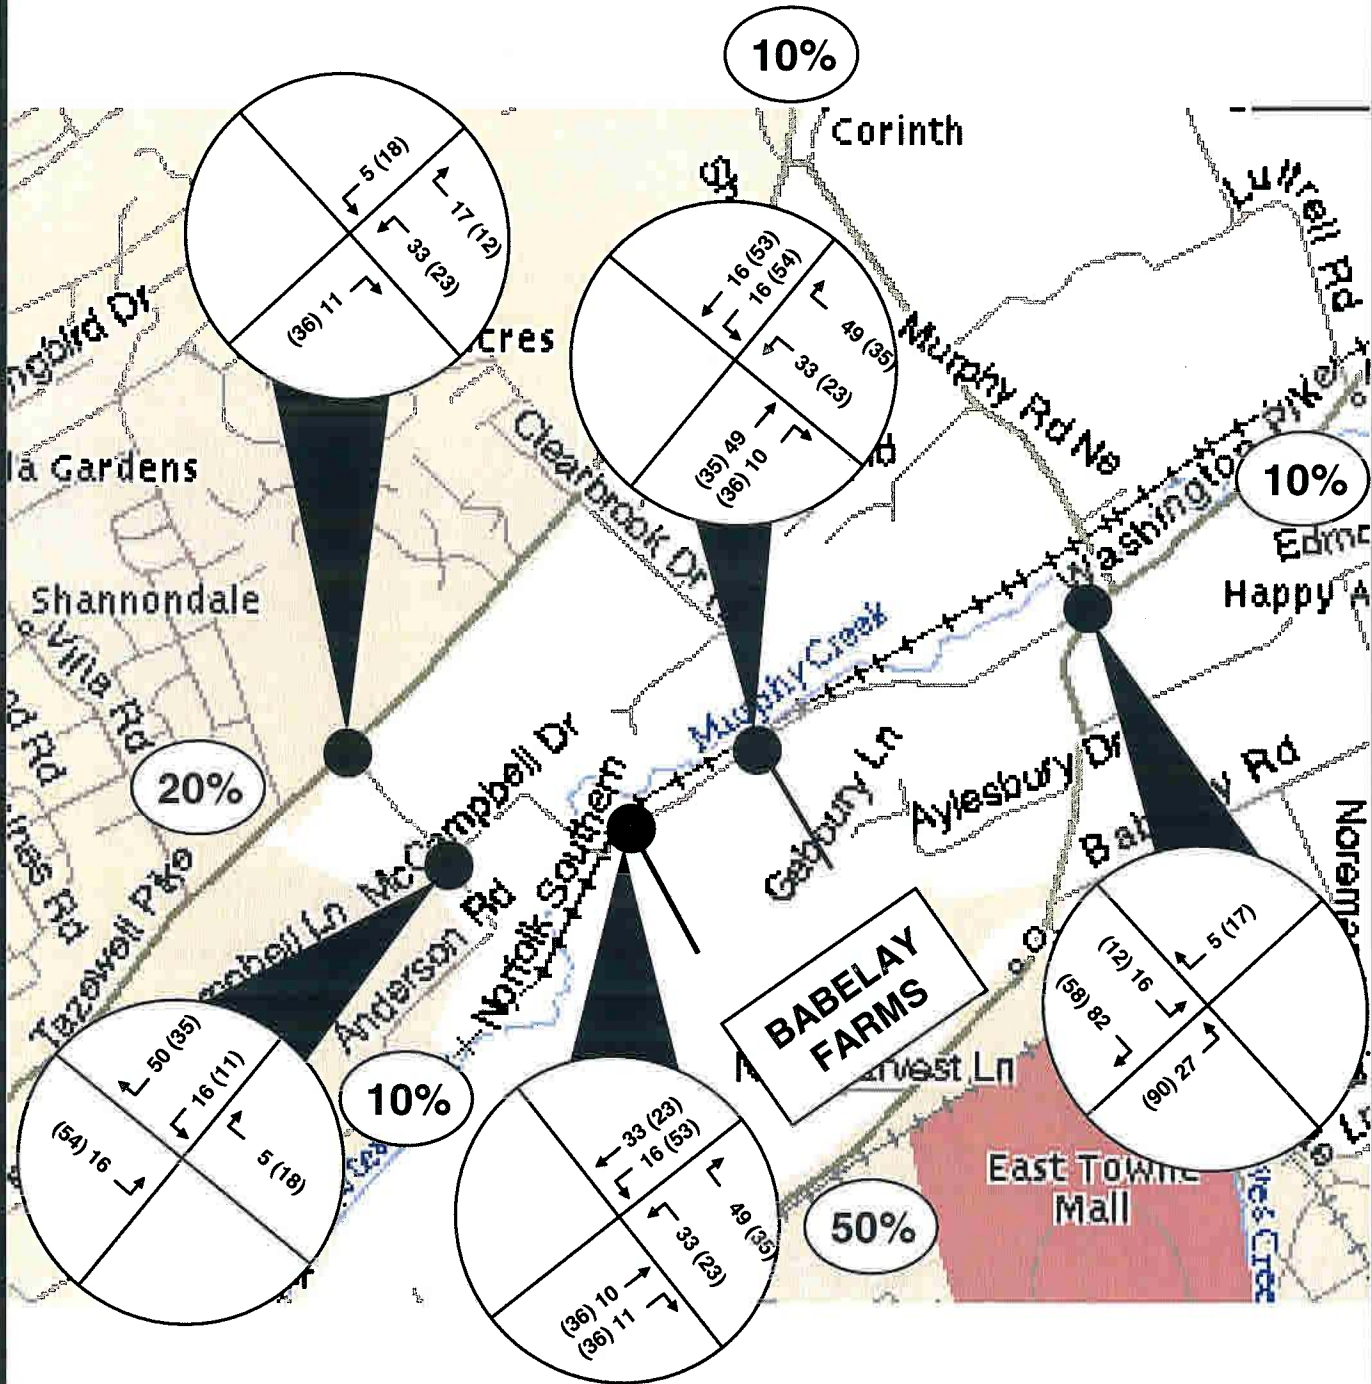 10%
Corinth
Luttrell Rd
5 (18)
17 (12)
33 (23)
(36) 11
16 (53)
16 (54)
49 (35)
33 (23)
(35) 49
(36) 10
ngbird Dr
cres
Murphy Rd Ne
Clearbrook Dr
la Gardens
10%
Washington Pike
Shannondale
Happy
Villa Rd
Murphy Creek
20%
McCampbell Dr
Norfolk Southern
Gebbury Ln
Aylesbury Dr
Rd
Tazewell Pike
Anderson Rd
BABELAY
FARMS
5 (17)
(12) 16
(58) 82
(90) 27
50 (35)
16 (11)
(54) 16
5 (18)
10%
33 (23)
16 (53)
49 (35)
33 (23)
(36) 10
(36) 11
50%
East Towne
Mall